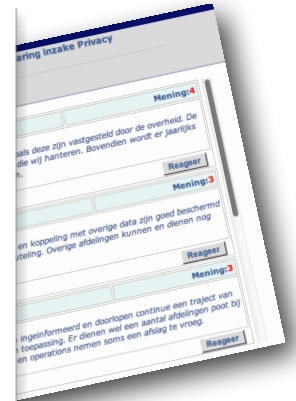 aring inzake Privacy
Mening:4
oals deze zijn vastgesteld door de overheid. De
die wij hanteren. Bovendien wordt er jaarlijks
n.
Reageer
Mening:3
en koppeling met overige data zijn goed beschermd
uteling. Overige afdelingen kunnen en dienen nog
Reageer
Mening:3
n ingeinformeerd en doorlopen continue een traject van
n toepassing. Er dienen wel een aantal afdelingen poot bij
en operations nemen soms een afslag te vroeg.
Reageer